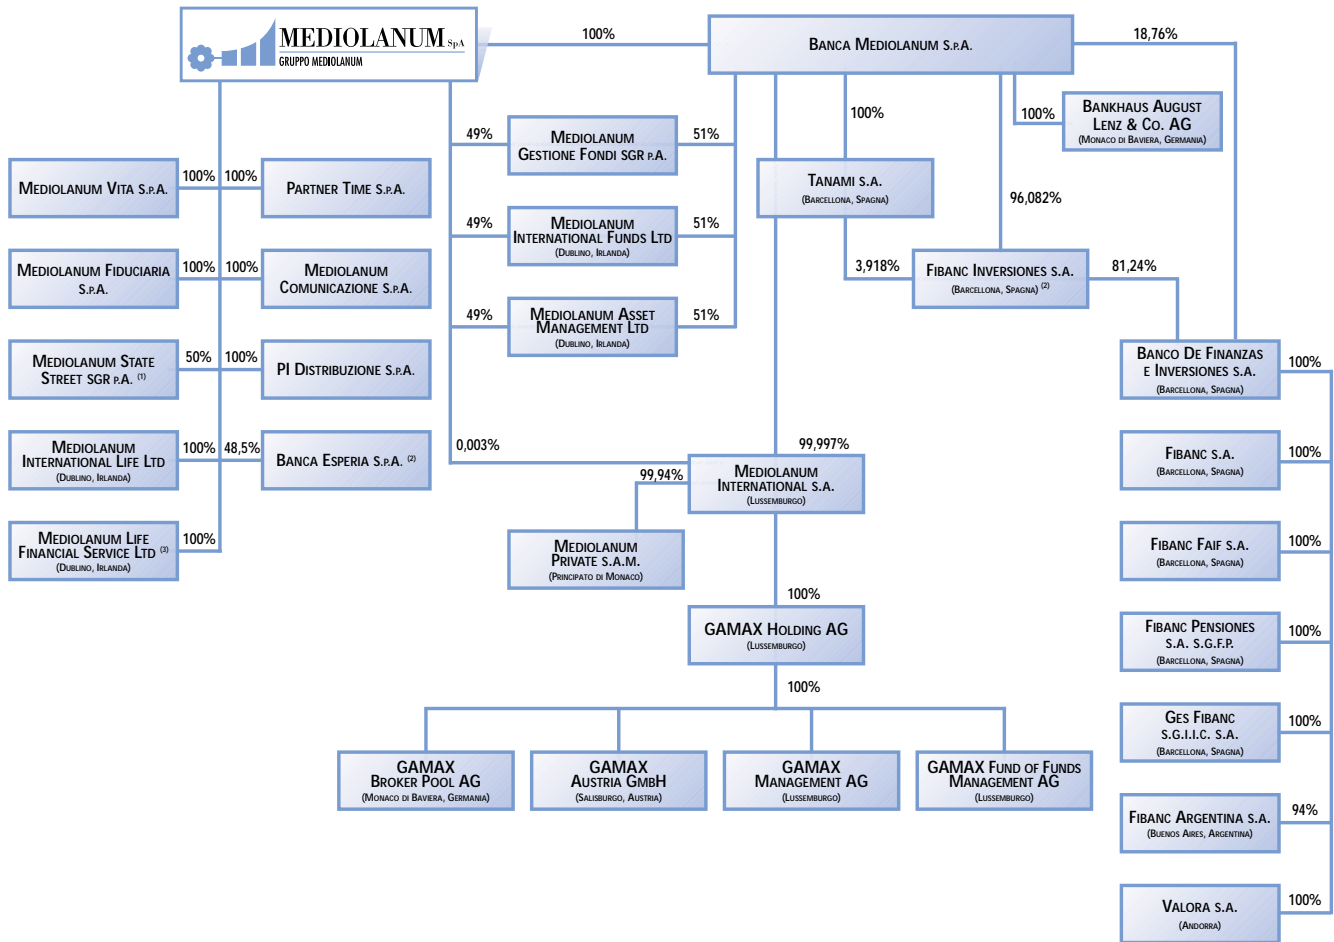 MEDIOLANUM SpA
GRUPPO MEDIOLANUM
100%
BANCA MEDIOLANUM S.P.A.
18,76%
49%
MEDIOLANUM
GESTIONE FONDI SGR P.A.
51%
100%
100%
BANKHAUS AUGUST
LENZ & CO. AG
(MONACO DI BAVIERA, GERMANIA)
MEDIOLANUM VITA S.P.A.
100%
100%
PARTNER TIME S.P.A.
TANAMI S.A.
(BARCELLONA, SPAGNA)
96,082%
49%
MEDIOLANUM
INTERNATIONAL FUNDS LTD
(DUBLINO, IRLANDA)
51%
MEDIOLANUM FIDUCIARIA
S.P.A.
100%
100%
MEDIOLANUM
COMUNICAZIONE S.P.A.
3,918%
FIBANC INVERSIONES S.A.
(BARCELLONA, SPAGNA) (2)
81,24%
49%
MEDIOLANUM ASSET
MANAGEMENT LTD
(DUBLINO, IRLANDA)
51%
MEDIOLANUM STATE
STREET SGR P.A. (1)
50%
100%
PI DISTRIBUZIONE S.P.A.
BANCO DE FINANZAS
E INVERSIONES S.A.
(BARCELLONA, SPAGNA)
100%
MEDIOLANUM
INTERNATIONAL LIFE LTD
(DUBLINO, IRLANDA)
100%
48,5%
BANCA ESPERIA S.P.A. (2)
0,003%
99,997%
MEDIOLANUM
INTERNATIONAL S.A.
(LUSSEMBURGO)
99,94%
FIBANC S.A.
(BARCELLONA, SPAGNA)
100%
MEDIOLANUM LIFE
FINANCIAL SERVICE LTD (3)
(DUBLINO, IRLANDA)
100%
MEDIOLANUM
PRIVATE S.A.M.
(PRINCIPATO DI MONACO)
FIBANC FAIF S.A.
(BARCELLONA, SPAGNA)
100%
100%
GAMAX HOLDING AG
(LUSSEMBURGO)
FIBANC PENSIONES
S.A. S.G.F.P.
(BARCELLONA, SPAGNA)
100%
100%
GES FIBANC
S.G.I.I.C. S.A.
(BARCELLONA, SPAGNA)
100%
GAMAX
BROKER POOL AG
(MONACO DI BAVIERA, GERMANIA)
GAMAX
AUSTRIA GMBH
(SALISBURGO, AUSTRIA)
GAMAX
MANAGEMENT AG
(LUSSEMBURGO)
GAMAX FUND OF FUNDS
MANAGEMENT AG
(LUSSEMBURGO)
FIBANC ARGENTINA S.A.
(BUENOS AIRES, ARGENTINA)
94%
VALORA S.A.
(ANDORRA)
100%